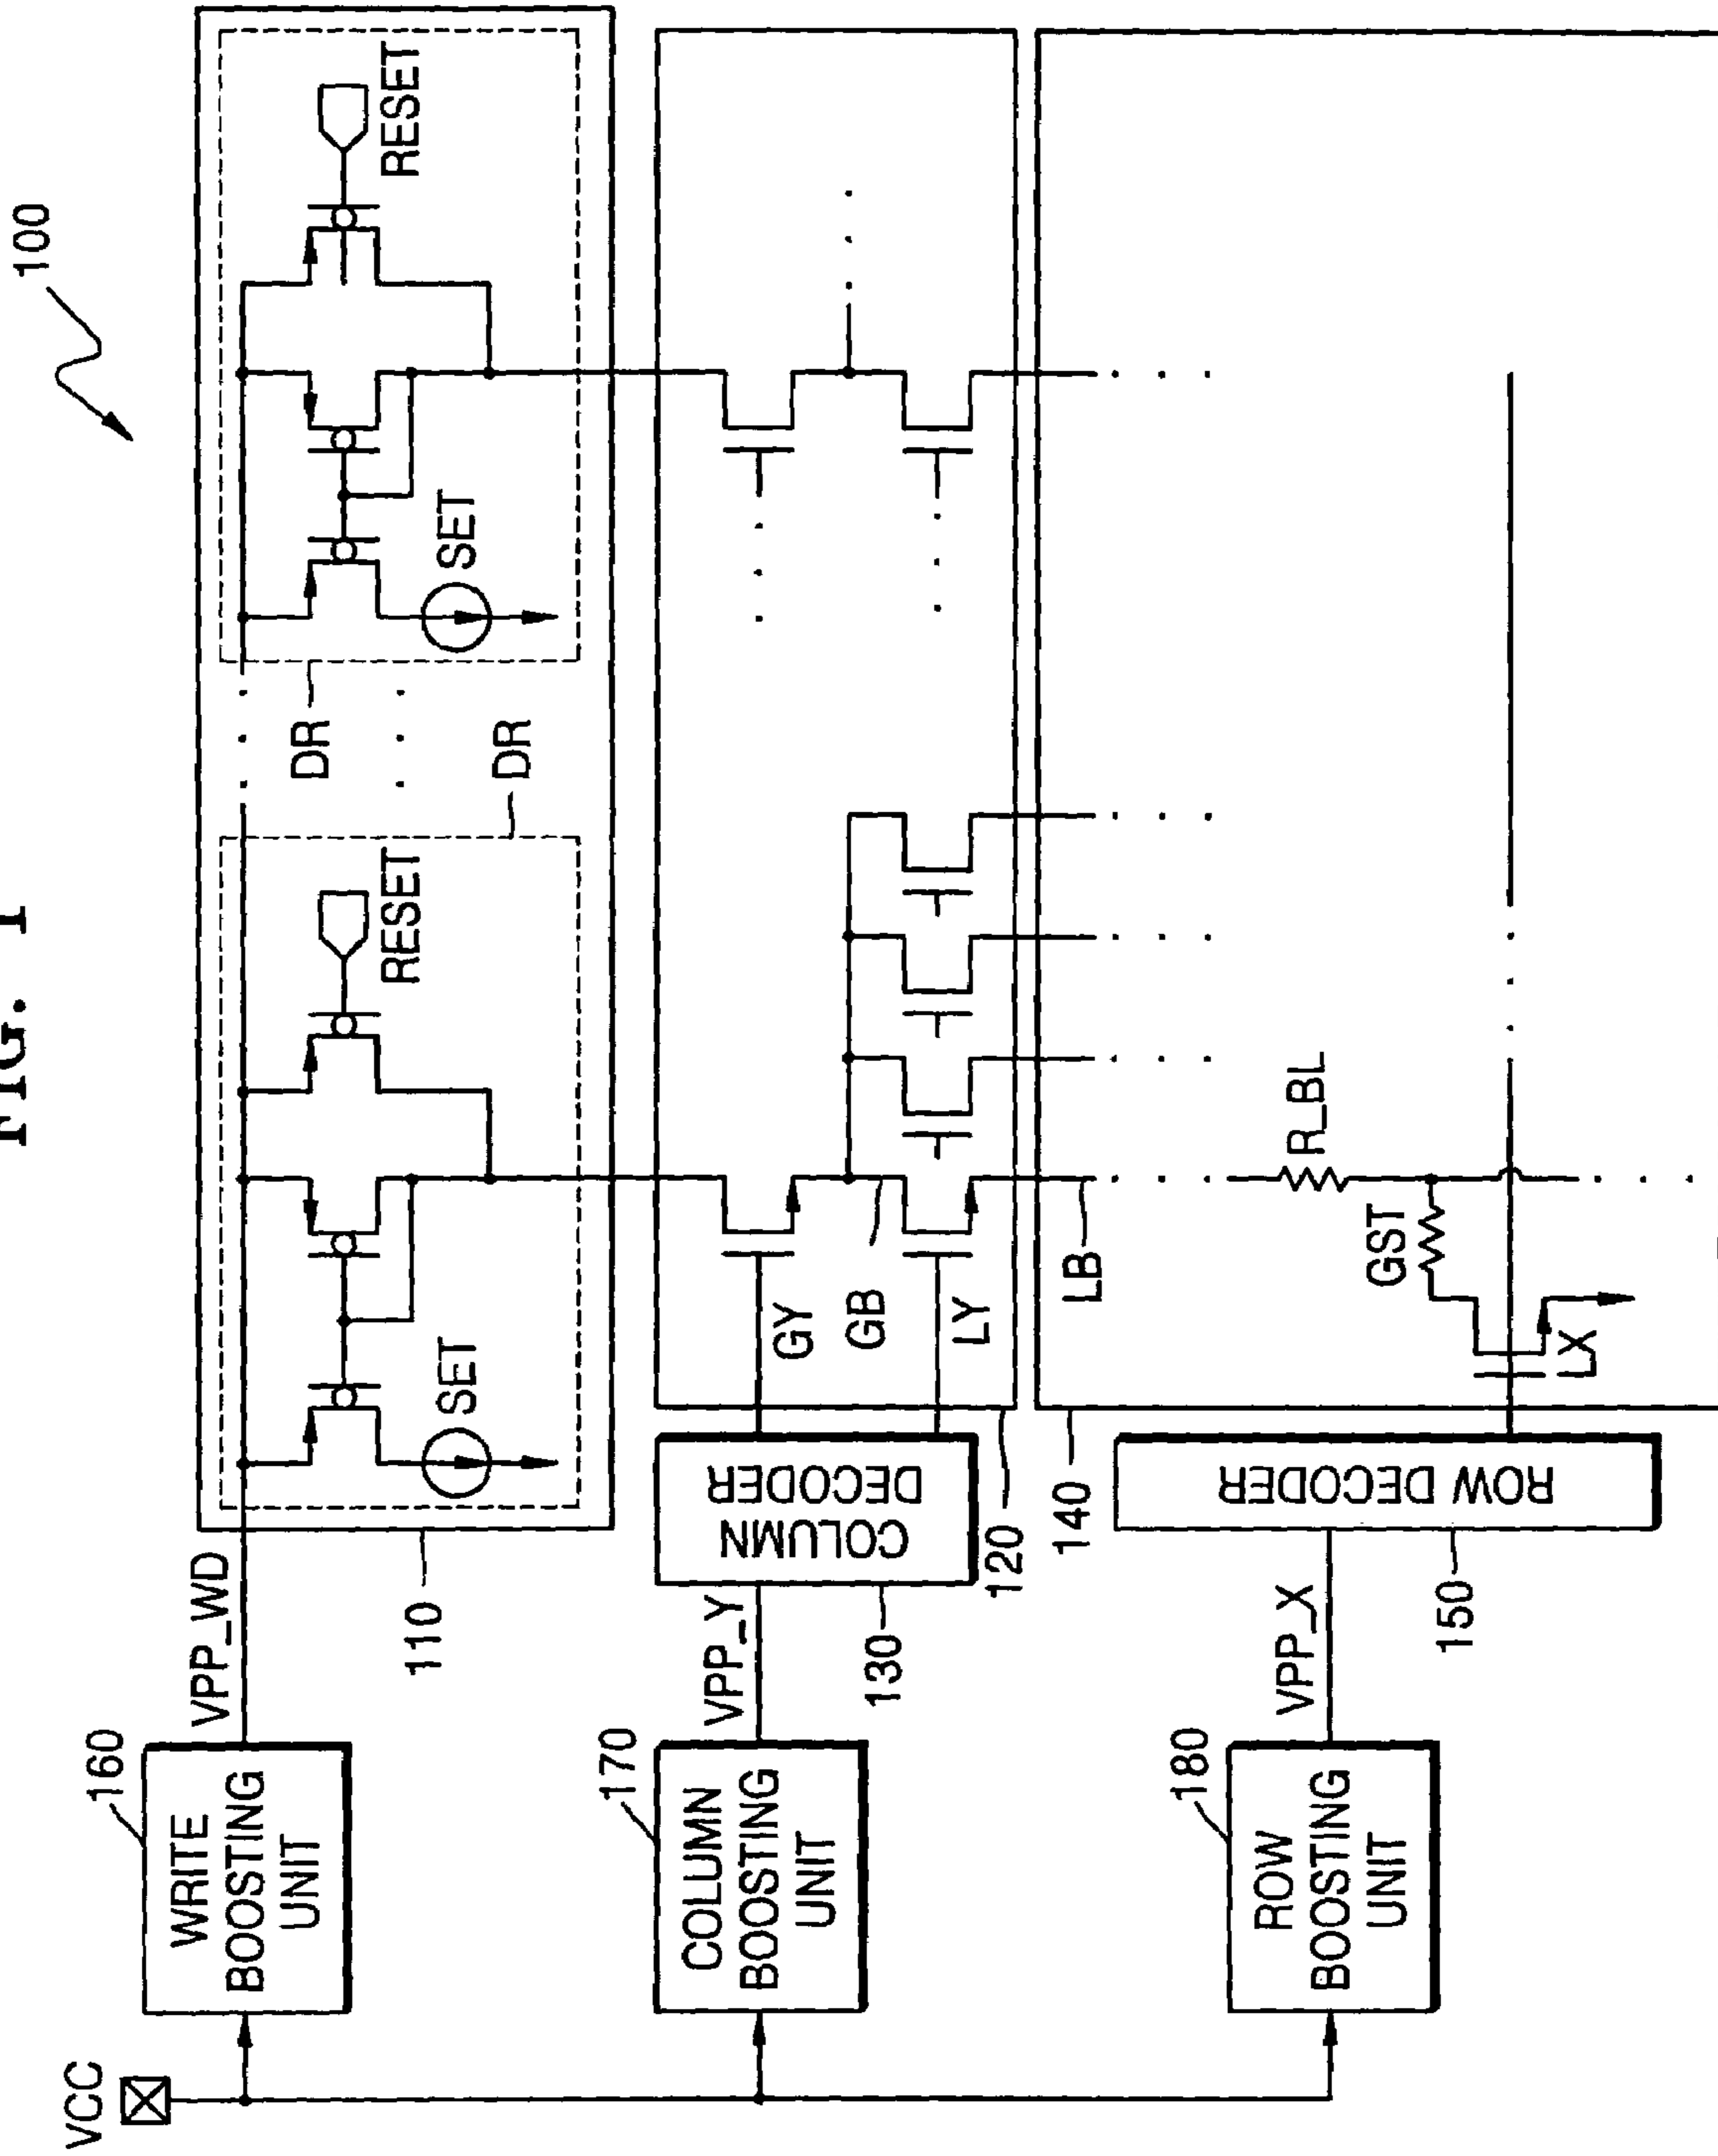 FIG. 1
100
VCC
160
WRITE
BOOSTING
UNIT
VPP_WD
110
SET
RESET
DR
DR
SET
RESET
170
COLUMN
BOOSTING
UNIT
VPP_Y
130
COLUMN
DECODER
120
GY
GB
LY
180
ROW
BOOSTING
UNIT
VPP_X
150
ROW DECODER
140
LX
LB
GST
R_BL